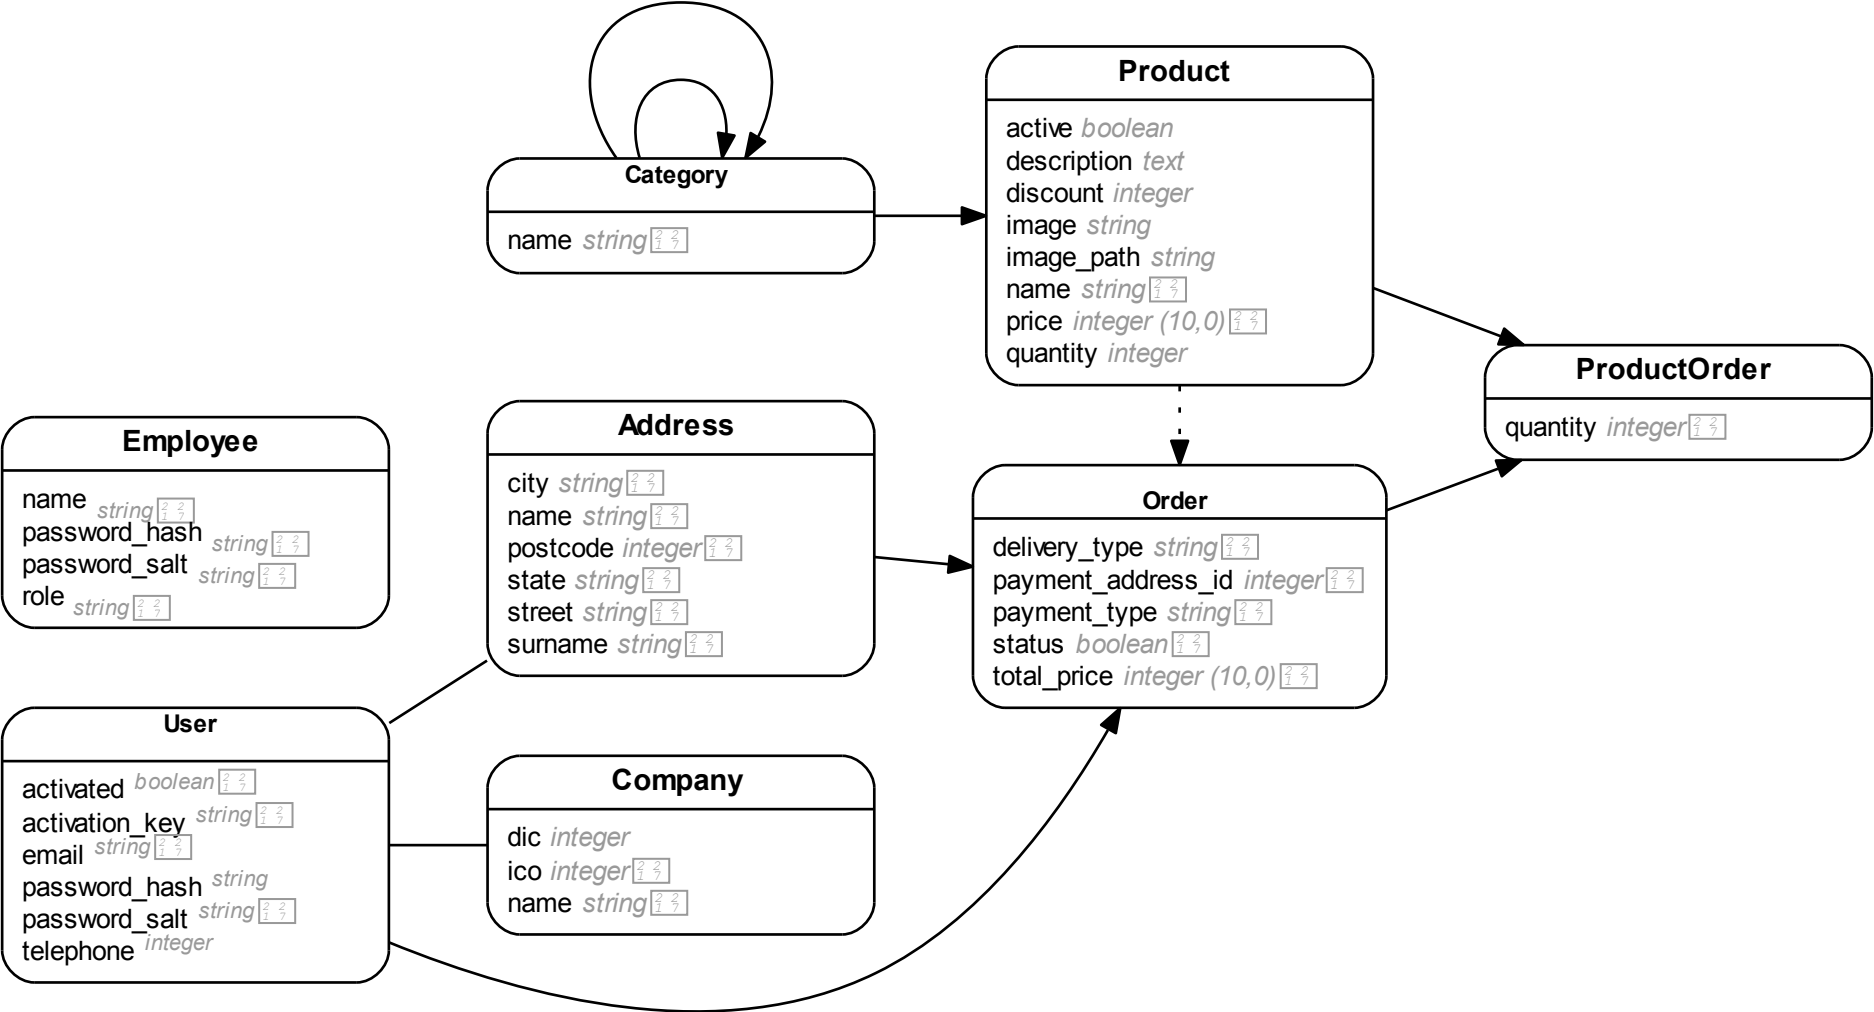 Category
name string
Product
active boolean
description text
discount integer
image string
image_path string
name string
price integer (10,0)
quantity integer
ProductOrder
quantity integer
Employee
name string
password_hash string
password_salt string
role string
Address
city string
name string
postcode integer
state string
street string
surname string
Order
delivery_type string
payment_address_id integer
payment_type string
status boolean
total_price integer (10,0)
User
activated boolean
activation_key string
email string
password_hash string
password_salt string
telephone integer
Company
dic integer
ico integer
name string